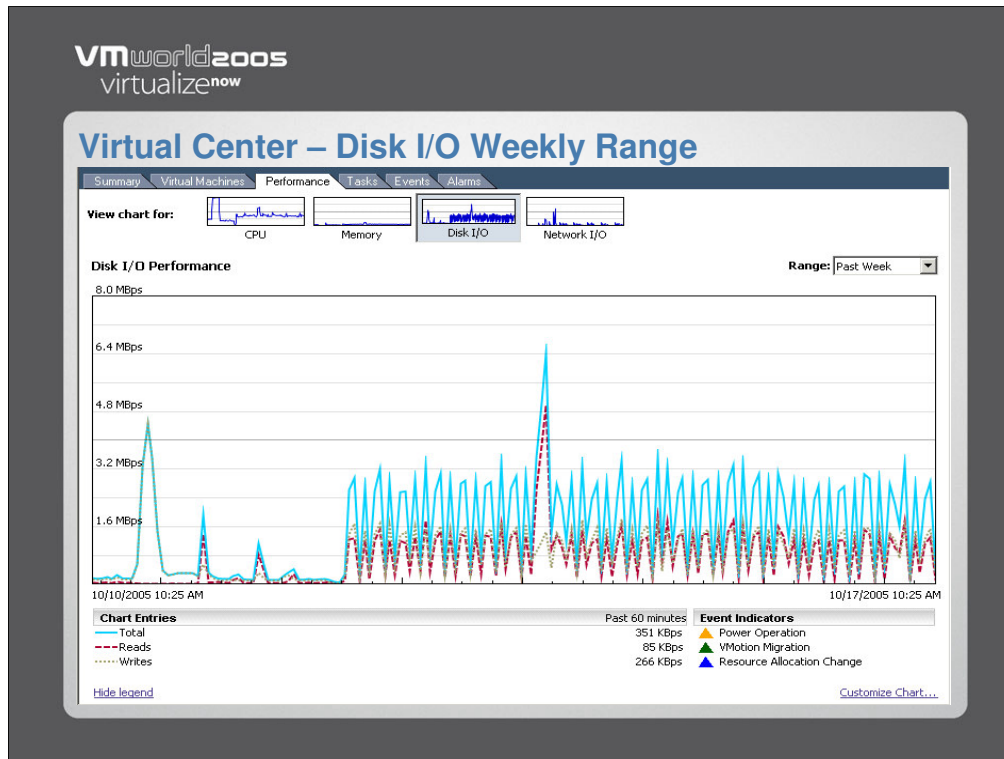 VMworld2005
virtualizenow
Virtual Center – Disk I/O Weekly Range
Summary Virtual Machines Performance Tasks Events Alarms
View chart for:
CPU Memory Disk I/O Network I/O
Disk I/O Performance
Range: Past Week
8.0 MBps
6.4 MBps
4.8 MBps
3.2 MBps
1.6 MBps
10/10/2005 10:25 AM 10/17/2005 10:25 AM
Chart Entries Past 60 minutes Event Indicators
Total 351 KBps Power Operation
Reads 85 KBps VMotion Migration
Writes 266 KBps Resource Allocation Change
Hide legend Customize Chart...